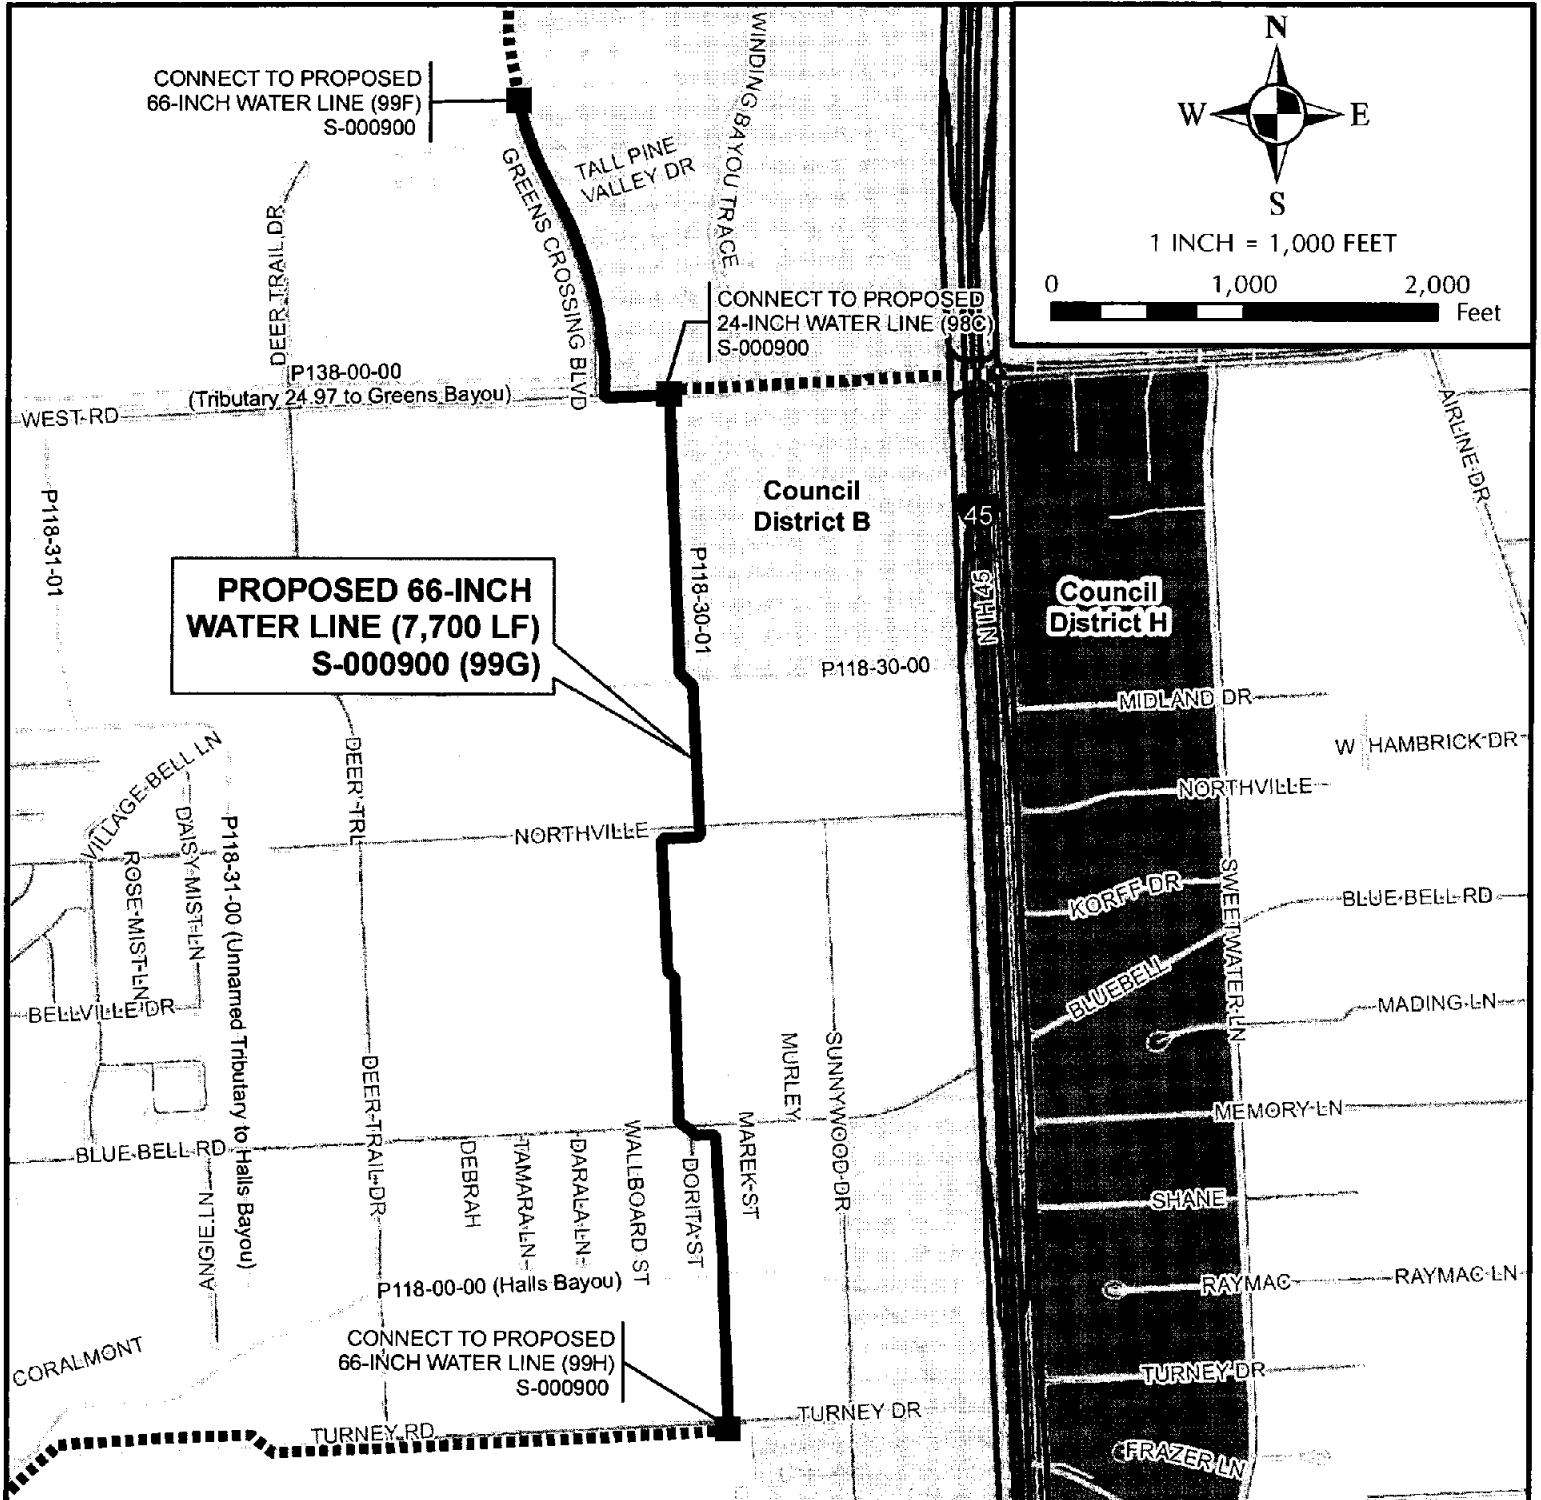 CONNECT TO PROPOSED
66-INCH WATER LINE (99F)
S-000900
WINDING BAYOU TRACE
TALL PINE
VALLEY DR
GREENS CROSSING BLVD
DEER TRAIL DR
N
W
E
S
1 INCH = 1,000 FEET
0 1,000 2,000
Feet
CONNECT TO PROPOSED
24-INCH WATER LINE (98C)
S-000900
P138-00-00
(Tributary 24.97 to Greens Bayou)
WEST RD
AIRLINE DR
P118-31-01
Council
District B
45
N IH 45
P118-30-01
Council
District H
PROPOSED 66-INCH
WATER LINE (7,700 LF)
S-000900 (99G)
P118-30-00
MIDLAND DR
W HAMBRICK DR
VILLAGE BELL LN
DEER TRL
NORTHVILLE
NORTHVILLE
DAISY MIST LN
ROSE MIST LN
P118-31-00 (Unnamed Tributary to Halls Bayou)
KORFF DR
SWEETWATER LN
BLUE BELL RD
BLUEBELL
BELLVILLE DR
MADING LN
MURLEY
SUNNYWOOD DR
DEER TRAIL DR
MEMORY LN
BLUE BELL RD
ANGIE LN
DEBRAH
TAMARA LN
DARALA LN
WALLBOARD ST
DORITA ST
MAREK ST
SHANE
P118-00-00 (Halls Bayou)
RAYMAC
RAYMAC LN
CORALMONT
CONNECT TO PROPOSED
66-INCH WATER LINE (99H)
S-000900
TURNEY DR
TURNEY RD
TURNEY DR
FRAZER LN